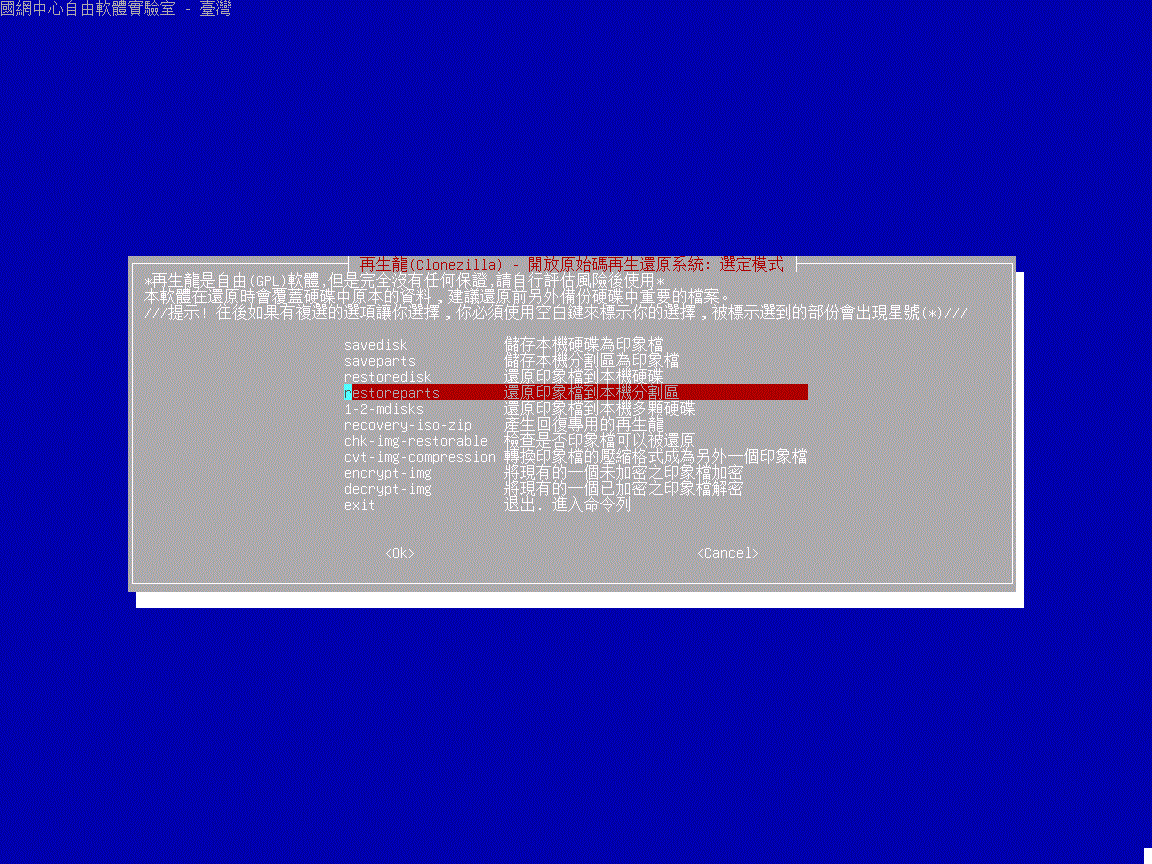 國網中心自由軟體實驗室 - 臺灣
再生龍(Clonezilla) - 開放原始碼再生還原系統: 選定模式
*再生龍是自由(GPL)軟體,但是完全沒有任何保證,請自行評估風險後使用*
本軟體在還原時會覆蓋硬碟中原本的資料,建議還原前另外備份硬碟中重要的檔案。
///提示! 在後如果有複選的選項讓你選擇,你必須使用空白鍵來標示你的選擇,被標示選到的部份會出現星號(*)///
savedisk 儲存本機硬碟為印象檔
saveparts 儲存本機分割區為印象檔
restoredisk 還原印象檔到本機硬碟
restoreparts 還原印象檔到本機分割區
1-2-mdisks 還原印象檔到本機多顆硬碟
recovery-iso-zip 產生回復專用的再生龍
chk-img-restorable 檢查是否印象檔可以被還原
cvt-img-compression 轉換印象檔的壓縮格式成為另外一個印象檔
encrypt-img 將現有的一個未加密之印象檔加密
decrypt-img 將現有的一個已加密之印象檔解密
exit 退出. 進入命令列
<Ok> <Cancel>